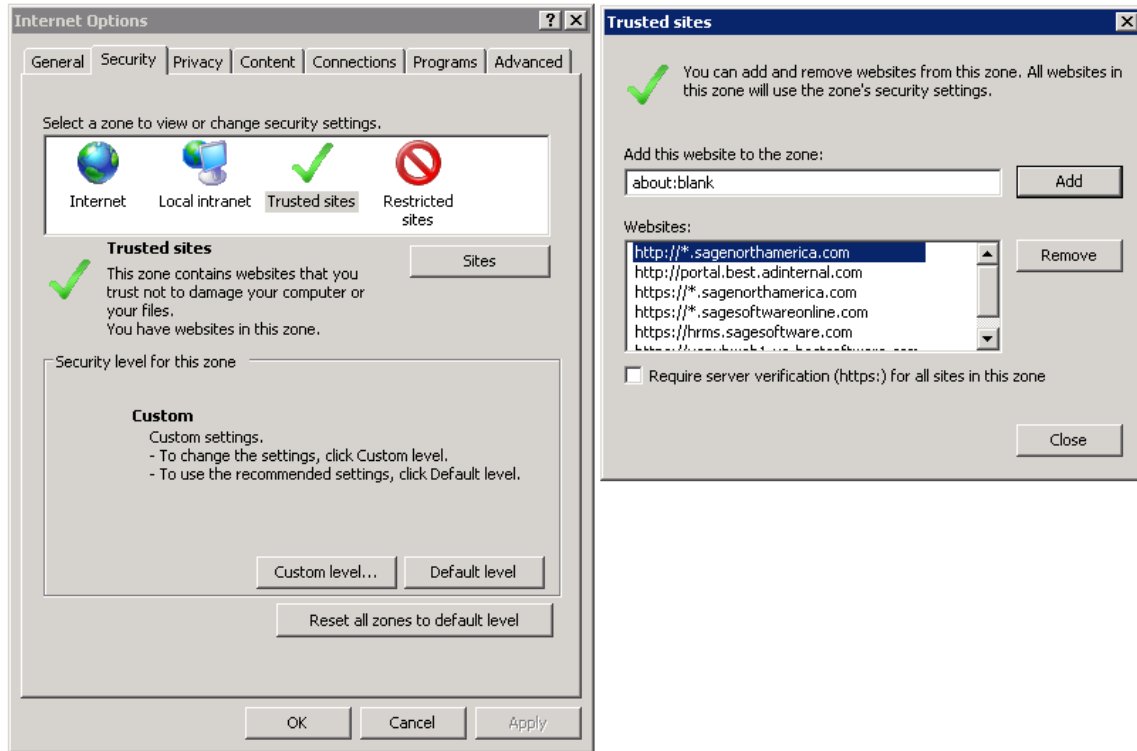 Internet Options
General Security Privacy Content Connections Programs Advanced
Select a zone to view or change security settings.
Internet
Local intranet
Trusted sites
Restricted
sites
Trusted sites
Sites
This zone contains websites that you
trust not to damage your computer or
your files.
You have websites in this zone.
Security level for this zone
Custom
Custom settings.
- To change the settings, click Custom level.
- To use the recommended settings, click Default level.
Custom level...
Default level
Reset all zones to default level
OK
Cancel
Apply
Trusted sites
You can add and remove websites from this zone. All websites in
this zone will use the zone's security settings.
Add this website to the zone:
about:blank
Add
Websites:
http://*.sagenorthamerica.com
http://portal.best.adinternal.com
https://*.sagenorthamerica.com
https://*.sagesoftwareonline.com
https://hrms.sagesoftware.com
Remove
Require server verification (https:) for all sites in this zone
Close